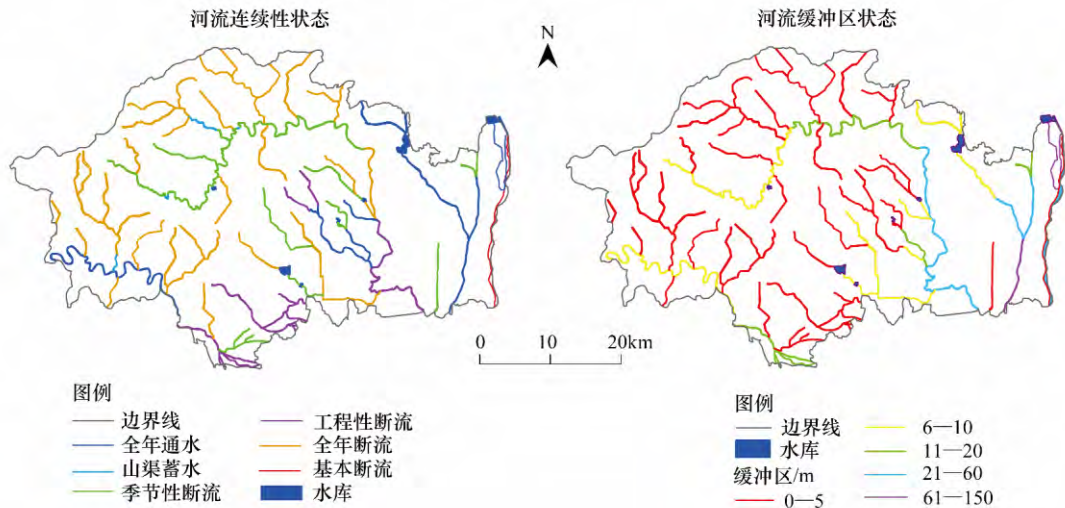 河流连续性状态
河流缓冲区状态
N
0 10 20km
图例
边界线
全年通水
山渠蓄水
季节性断流
工程性断流
全年断流
基本断流
水库
图例
边界线
水库
缓冲区/m
0—5
6—10
11—20
21—60
61—150